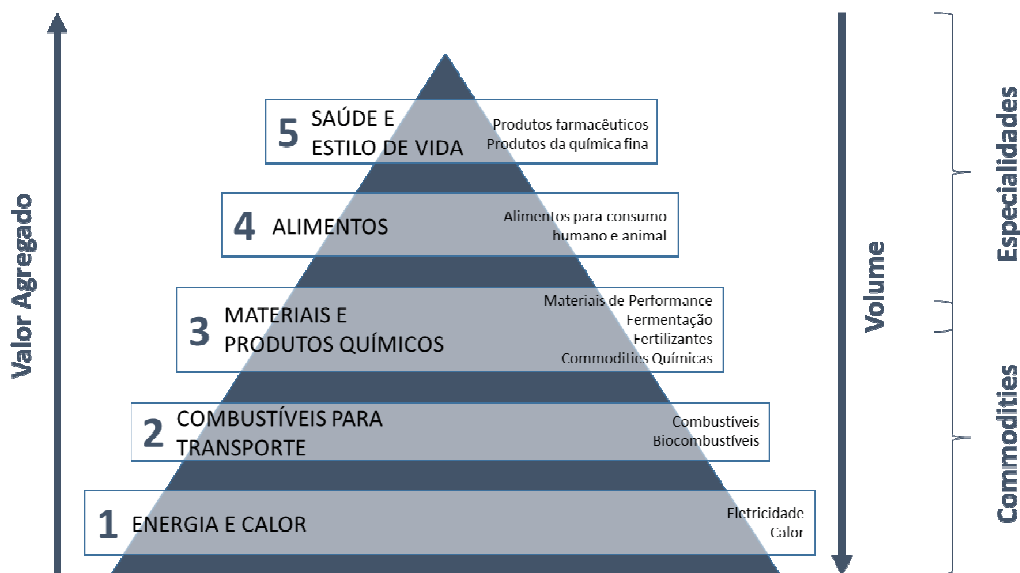 Valor Agregado
5
SAÚDE E
ESTILO DE VIDA
Produtos farmacêuticos
Produtos da química fina
4
ALIMENTOS
Alimentos para consumo
humano e animal
3
MATERIAIS E
PRODUTOS QUÍMICOS
Materiais de Performance
Fermentação
Fertilizantes
Commodities Químicas
2
COMBUSTÍVEIS PARA
TRANSPORTE
Combustíveis
Biocombustíveis
1
ENERGIA E CALOR
Eletricidade
Calor
Volume
Especialidades
Commodities